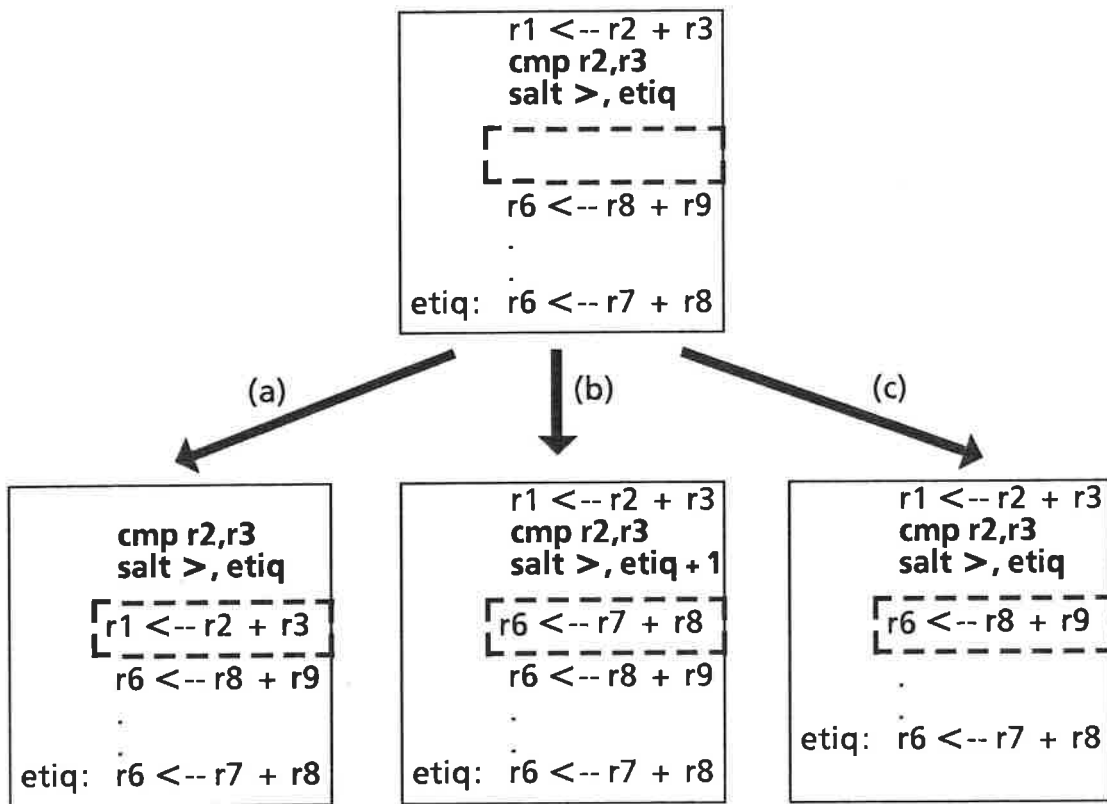 r1 <-- r2 + r3
cmp r2,r3
salt >, etiq
r6 <-- r8 + r9
.
.
etiq: r6 <-- r7 + r8
(a)
(b)
(c)
cmp r2,r3
salt >, etiq
r1 <-- r2 + r3
r6 <-- r8 + r9
.
.
etiq: r6 <-- r7 + r8
r1 <-- r2 + r3
cmp r2,r3
salt >, etiq + 1
r6 <-- r7 + r8
r6 <-- r8 + r9
.
.
etiq: r6 <-- r7 + r8
r1 <-- r2 + r3
cmp r2,r3
salt >, etiq
r6 <-- r8 + r9
.
.
etiq: r6 <-- r7 + r8